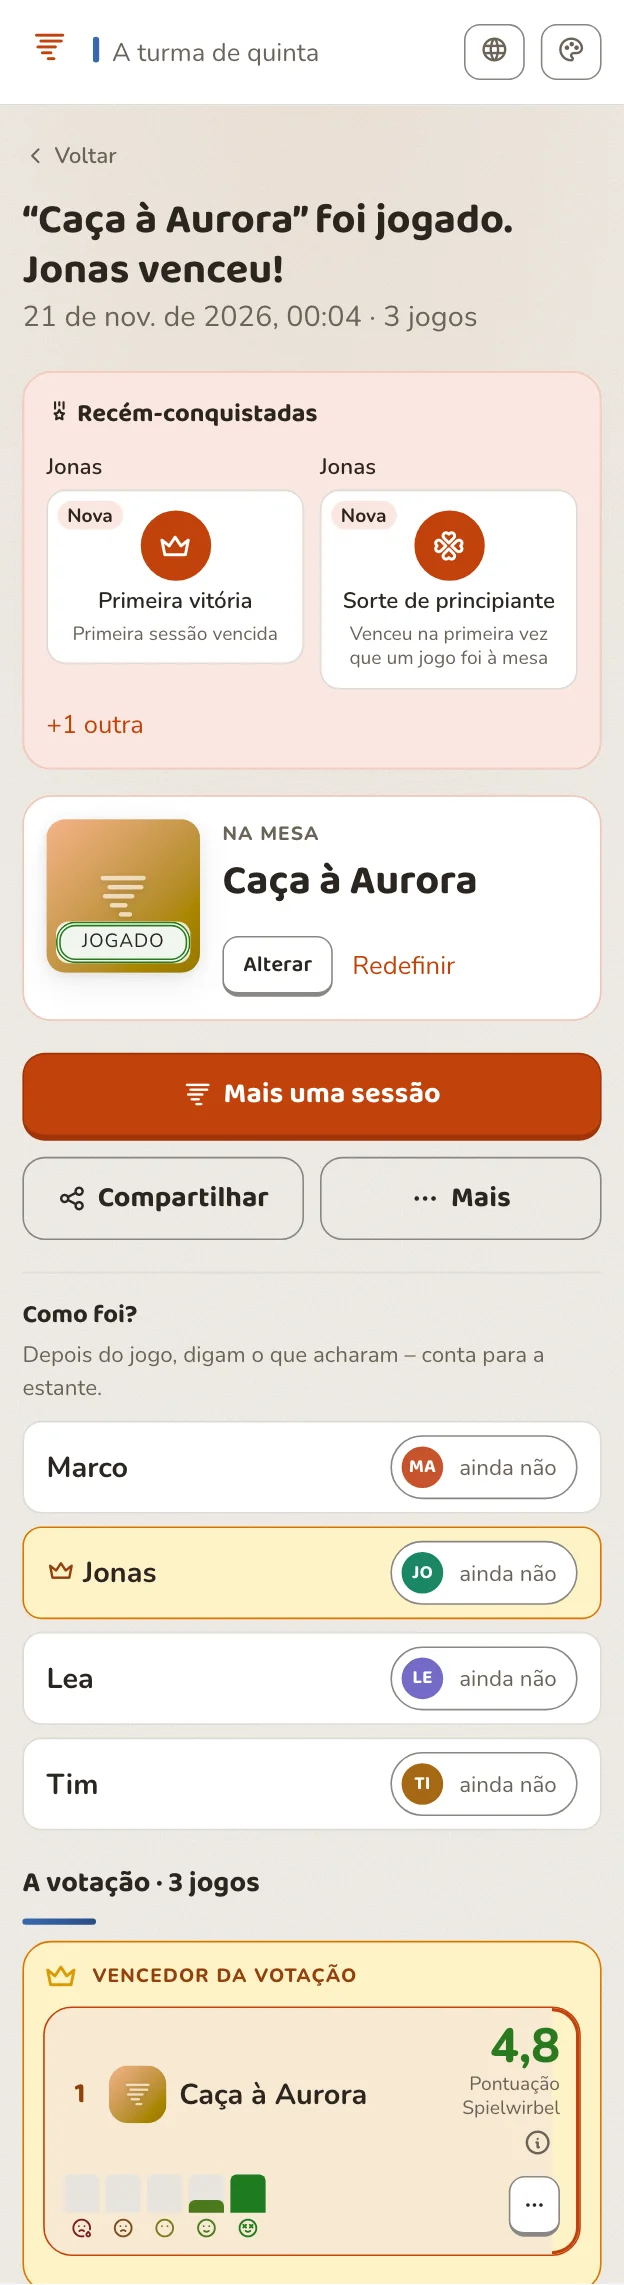 A turma de quinta
Voltar
“Caça à Aurora” foi jogado.
Jonas venceu!
21 de nov. de 2026, 00:04 · 3 jogos
Recém-conquistadas
Jonas
Nova
Primeira vitória
Primeira sessão vencida
Jonas
Nova
Sorte de principiante
Venceu na primeira vez
que um jogo foi à mesa
+1 outra
JOGADO
NA MESA
Caça à Aurora
Alterar
Redefinir
Mais uma sessão
Compartilhar
Mais
Como foi?
Depois do jogo, digam o que acharam – conta para a
estante.
Marco
MA ainda não
Jonas
JO ainda não
Lea
LE ainda não
Tim
TI ainda não
A votação · 3 jogos
VENCEDOR DA VOTAÇÃO
1
Caça à Aurora
4,8
Pontuação
Spielwirbel